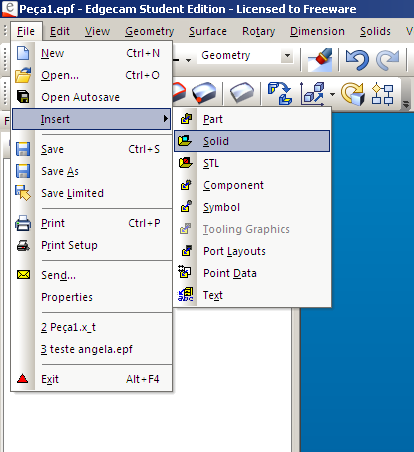 Peça1.epf - Edgecam Student Edition - Licensed to Freeware
File Edit View Geometry Surface Rotary Dimension Solids
New Ctrl+N
Geometry
Open... Ctrl+O
Open Autosave
Insert
Part
Save Ctrl+S
Solid
Save As
STL
Save Limited
Component
Symbol
Print Ctrl+P
Tooling Graphics
Print Setup
Port Layouts
Send...
Point Data
Properties
Text
2 Peça1.x_t
3 teste angela.epf
Exit Alt+F4